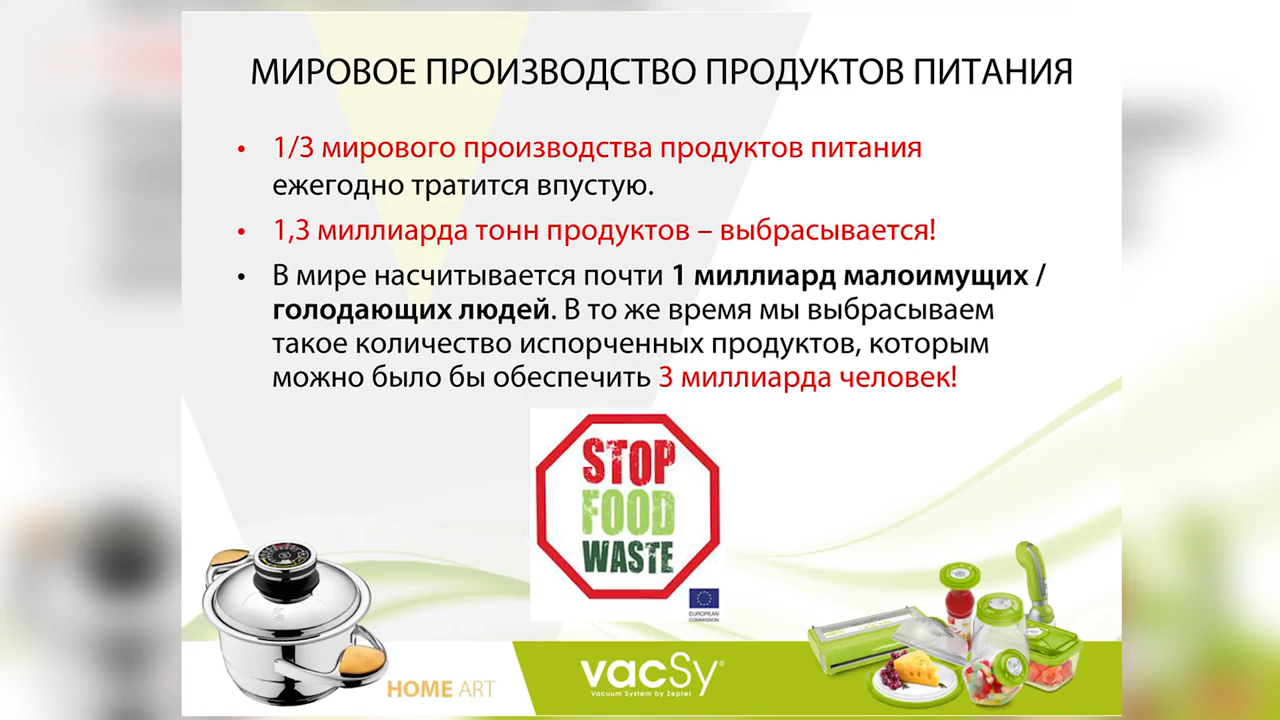 МИРОВОЕ ПРОИЗВОДСТВО ПРОДУКТОВ ПИТАНИЯ
• 1/3 мирового производства продуктов питания
ежегодно тратится впустую.
• 1,3 миллиарда тонн продуктов – выбрасывается!
• В мире насчитывается почти 1 миллиард малоимущих /
голодающих людей. В то же время мы выбрасываем
такое количество испорченных продуктов, которым
можно было бы обеспечить 3 миллиарда человек!
STOP
FOOD
WASTE
EUROPEAN
COMMISSION
HOME ART
vacSy®
Vacuum System by Zepter